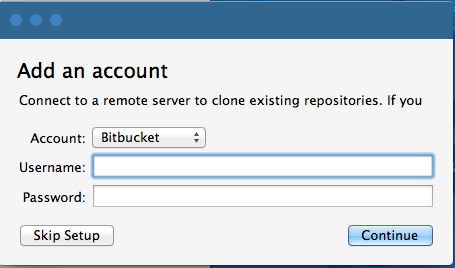 Add an account
Connect to a remote server to clone existing repositories. If you
Account: Bitbucket
Username:
Password:
Skip Setup Continue